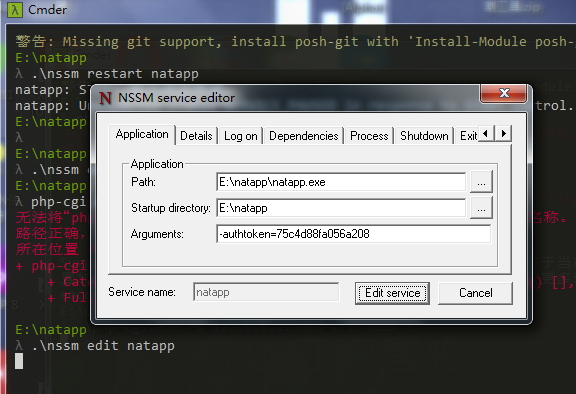 Cmder
警告: Missing git support, install posh-git with 'Install-Module posh-
E:\natapp
λ .\nssm restart natapp
natapp: S
natapp: U
trol.
E:\natapp
λ
E:\natapp
λ .\nssm
E:\natapp
λ php-cgi
无法将“ph
名称。
路径正确,
所在位置
+ php-cgi
+ Cat
) [],
+ Ful
NSSM service editor
Application
Details
Log on
Dependencies
Process
Shutdown
Exit
Application
Path:
E:\natapp\natapp.exe
...
Startup directory:
E:\natapp
...
Arguments:
-authtoken=75c4d88fa056a208
Service name:
natapp
Edit service
Cancel
E:\natapp
λ .\nssm edit natapp